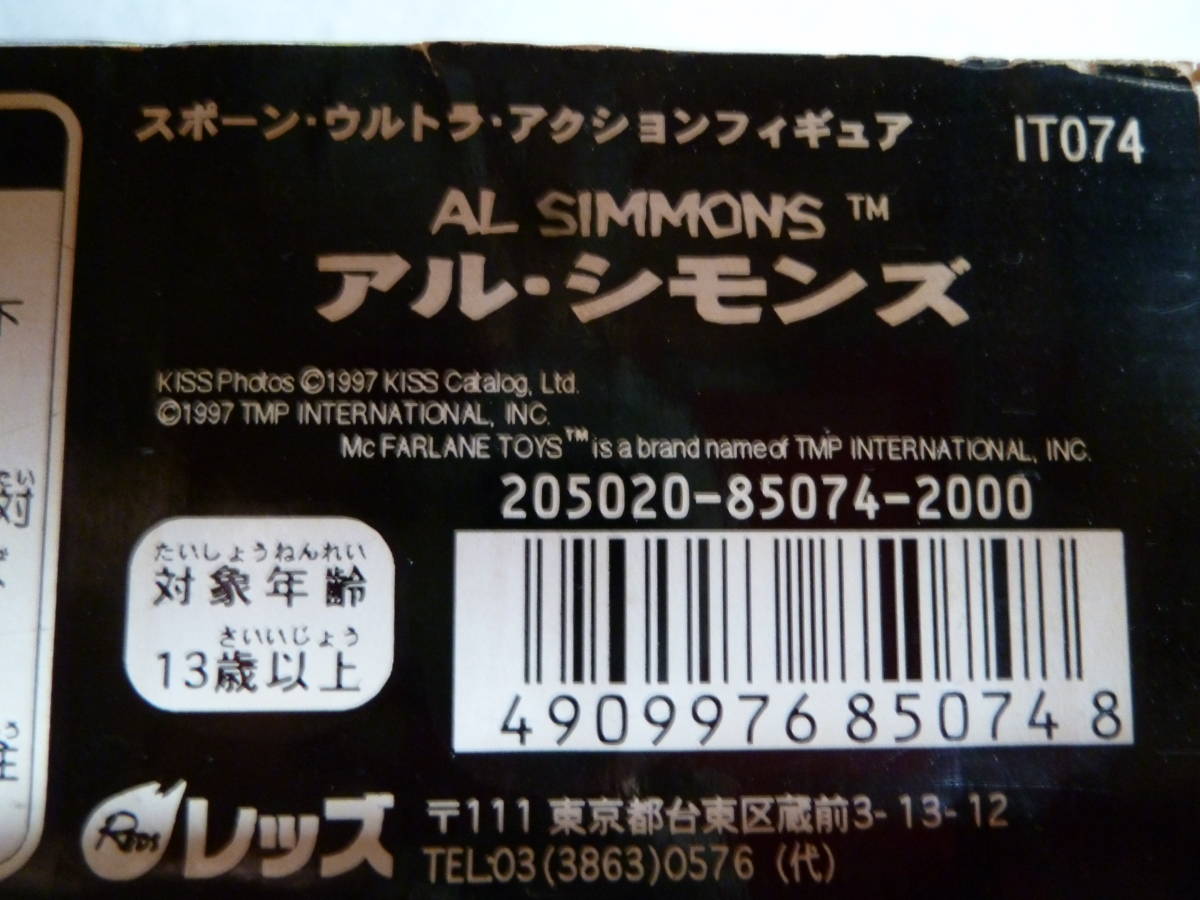 スポーン・ウルトラ・アクションフィギュア IT074
AL SIMMONS ™
アル・シモンズ
KISS Photos ©1997 KISS Catalog, Ltd.
©1997 TMP INTERNATIONAL, INC.
Mc FARLANE TOYS™ is a brand name of TMP INTERNATIONAL, INC.
205020-85074-2000
たいしょうねんれい
対象年齢
さいいじょう
13歳以上
4909976850748
REDS レッズ
〒111 東京都台東区蔵前3-13-12
TEL:03(3863)0576 (代)
たい
対